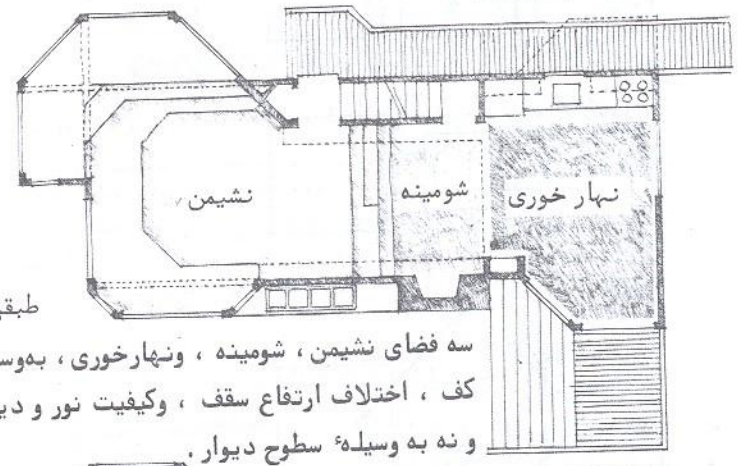 نهار خوری شومینه نشیمن
سه فضای نشیمن ، شومینه ، ونهارخوری ،
کف ، اختلاف ارتفاع سقف ، وکیفیت نور و
و نه به وسیلهٔ سطوح دیوار .